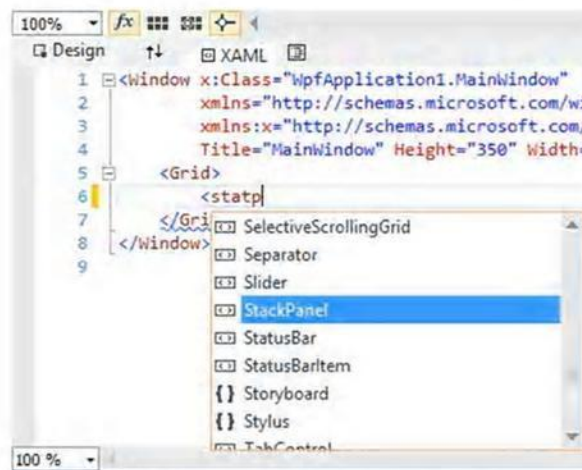 100%
Design XAML
1 <Window x:Class="WpfApplication1.MainWindow"
2 xmlns="http://schemas.microsoft.com/wi
3 xmlns:x="http://schemas.microsoft.com/
4 Title="MainWindow" Height="350" Width=
5 <Grid>
6 <statp
7 </Gri
8 </Window>
9
SelectiveScrollingGrid
Separator
Slider
StackPanel
StatusBar
StatusBarItem
{} Storyboard
{} Stylus
TabControl
100 %